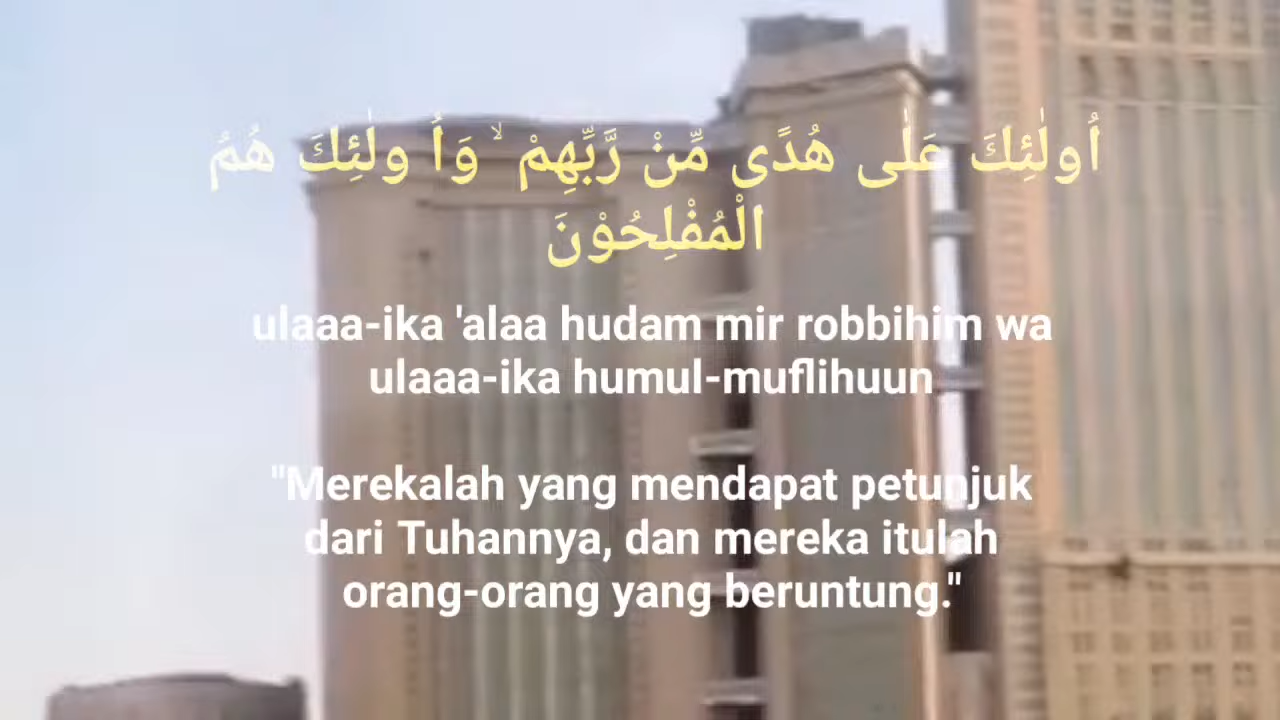 اُولٰئِكَ عَلٰى هُدًى مِّنْ رَّبِّهِمْ ۙ وَاُ ولٰئِكَ هُمُ
الْمُفْلِحُوْنَ
ulaaa-ika 'alaa hudam mir robbihim wa
ulaaa-ika humul-muflihuun
"Merekalah yang mendapat petunjuk
dari Tuhannya, dan mereka itulah
orang-orang yang beruntung."